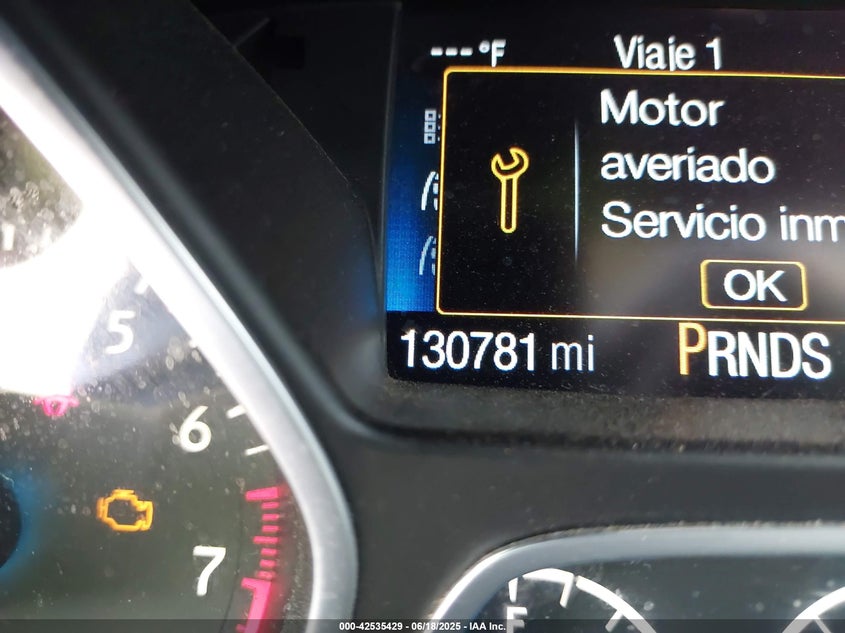 --- °F Viaje 1
Motor
averiado
Servicio inm
OK
130781 mi PRNDS
5
6
7
F
000-42535429 - 06/18/2025 - IAA Inc.